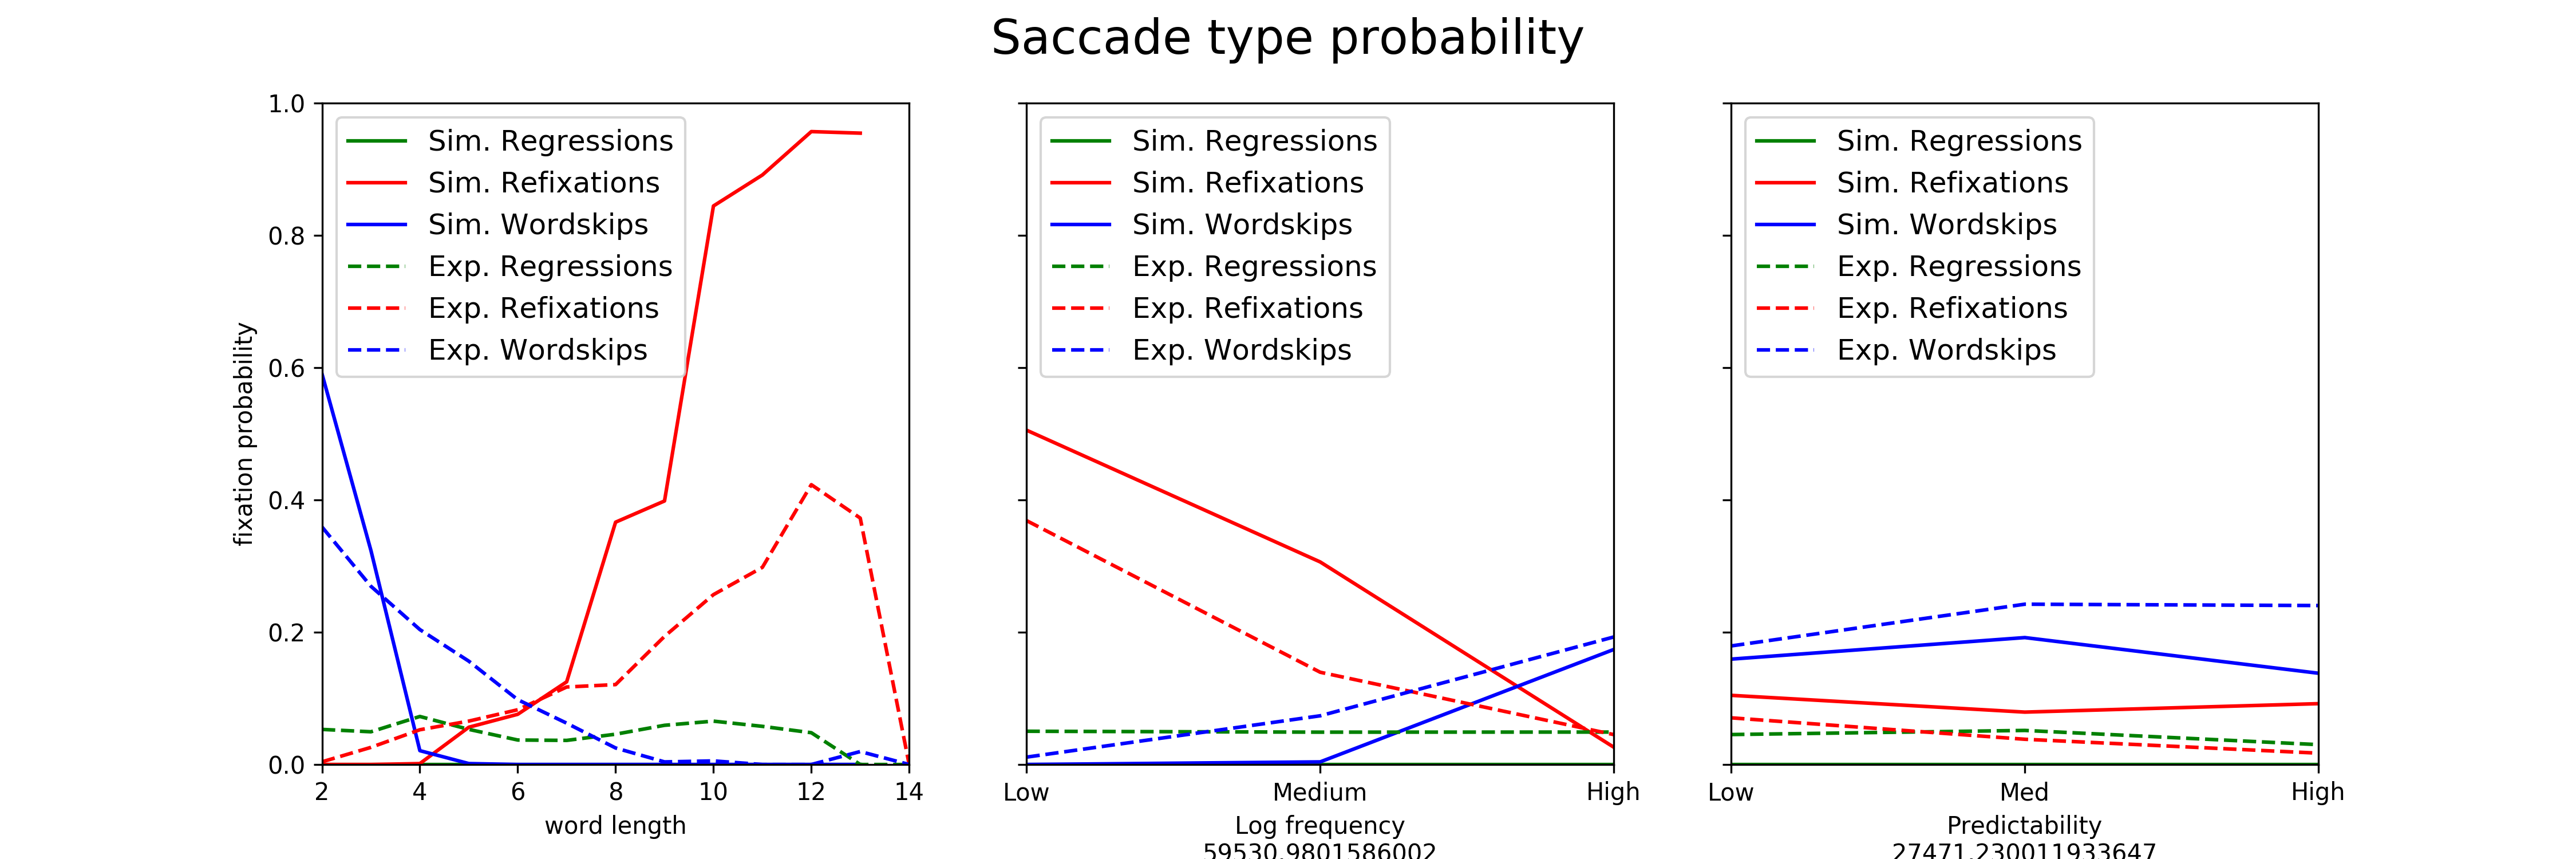 Saccade type probability
fixation probability
1.0
0.8
0.6
0.4
0.2
0.0
Sim. Regressions
Sim. Refixations
Sim. Wordskips
Exp. Regressions
Exp. Refixations
Exp. Wordskips
2 4 6 8 10 12 14
word length
Sim. Regressions
Sim. Refixations
Sim. Wordskips
Exp. Regressions
Exp. Refixations
Exp. Wordskips
Low Medium High
Log frequency
59530.9801586002
Sim. Regressions
Sim. Refixations
Sim. Wordskips
Exp. Regressions
Exp. Refixations
Exp. Wordskips
Low Med High
Predictability
27471.230011933647